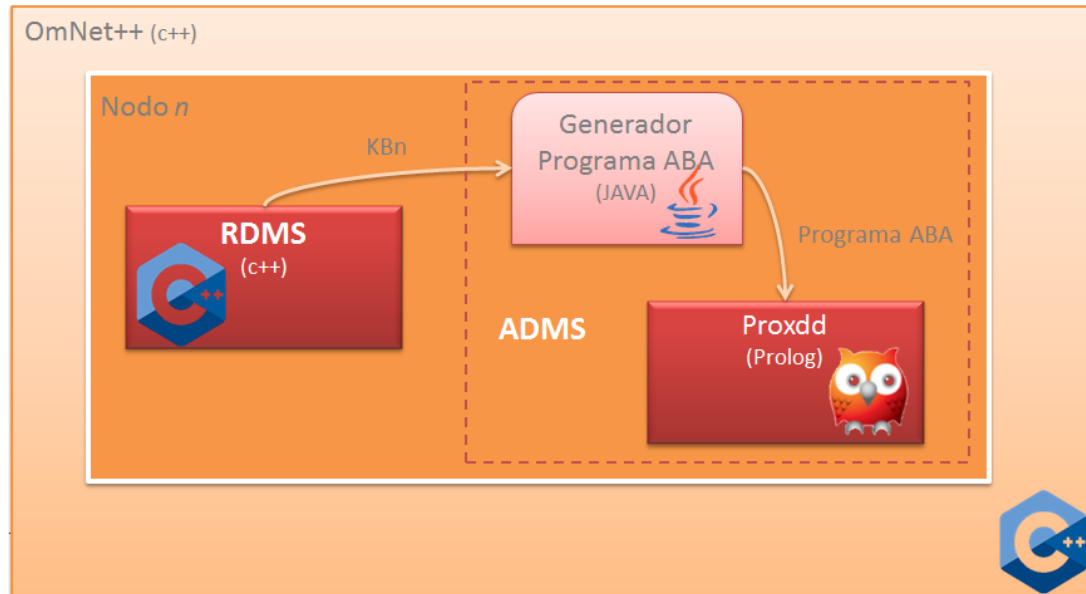 OmNet++ (c++)
Nodo n
KBn
Generador
Programa ABA
(JAVA)
RDMS
(c++)
C++
Programa ABA
ADMS
Proxdd
(Prolog)
C++